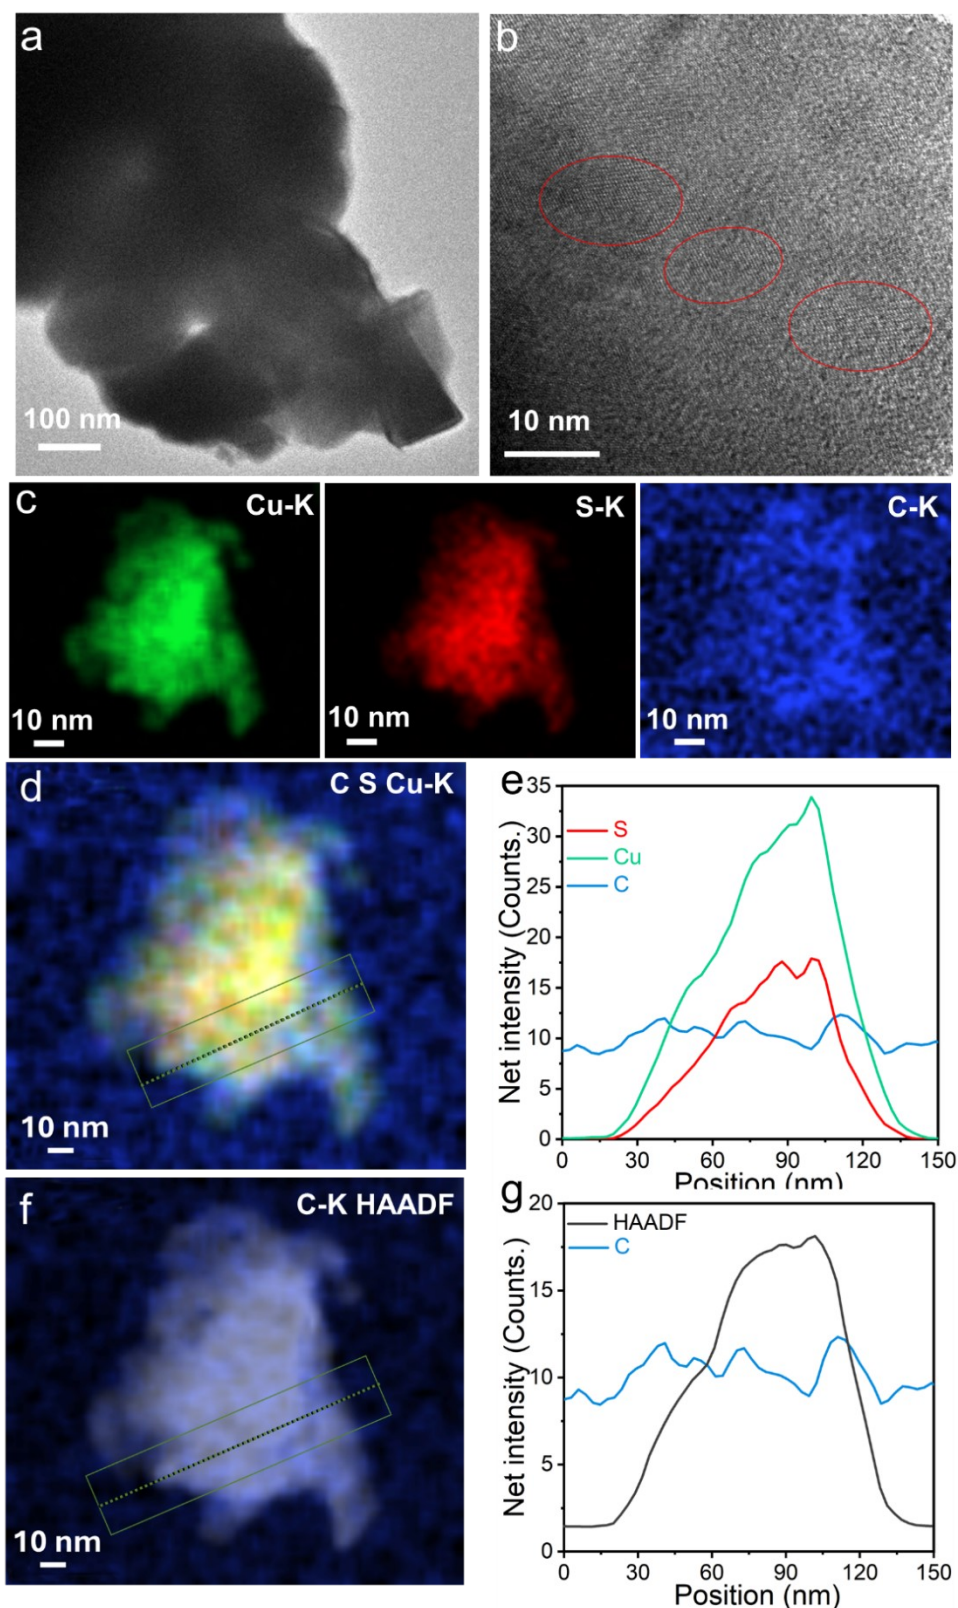 a
100 nm
b
10 nm
c
Cu-K
10 nm
S-K
10 nm
C-K
10 nm
d
C S Cu-K
10 nm
e
S
Cu
C
Net intensity (Counts.)
35
30
25
20
15
10
5
0
0 30 60 90 120 150
Position (nm)
f
C-K HAADF
10 nm
g
HAADF
C
Net intensity (Counts.)
20
15
10
5
0
0 30 60 90 120 150
Position (nm)